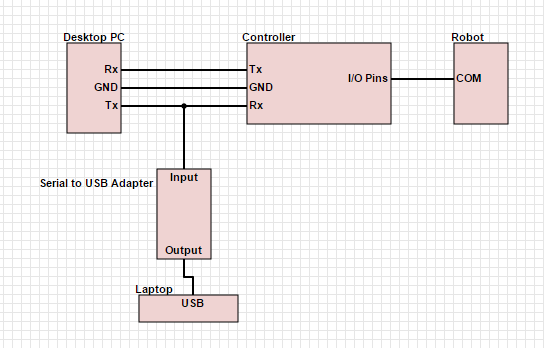 Desktop PC
Controller
Robot
Rx
Tx
GND
GND
Tx
Rx
I/O Pins
COM
Serial to USB Adapter
Input
Output
Laptop
USB